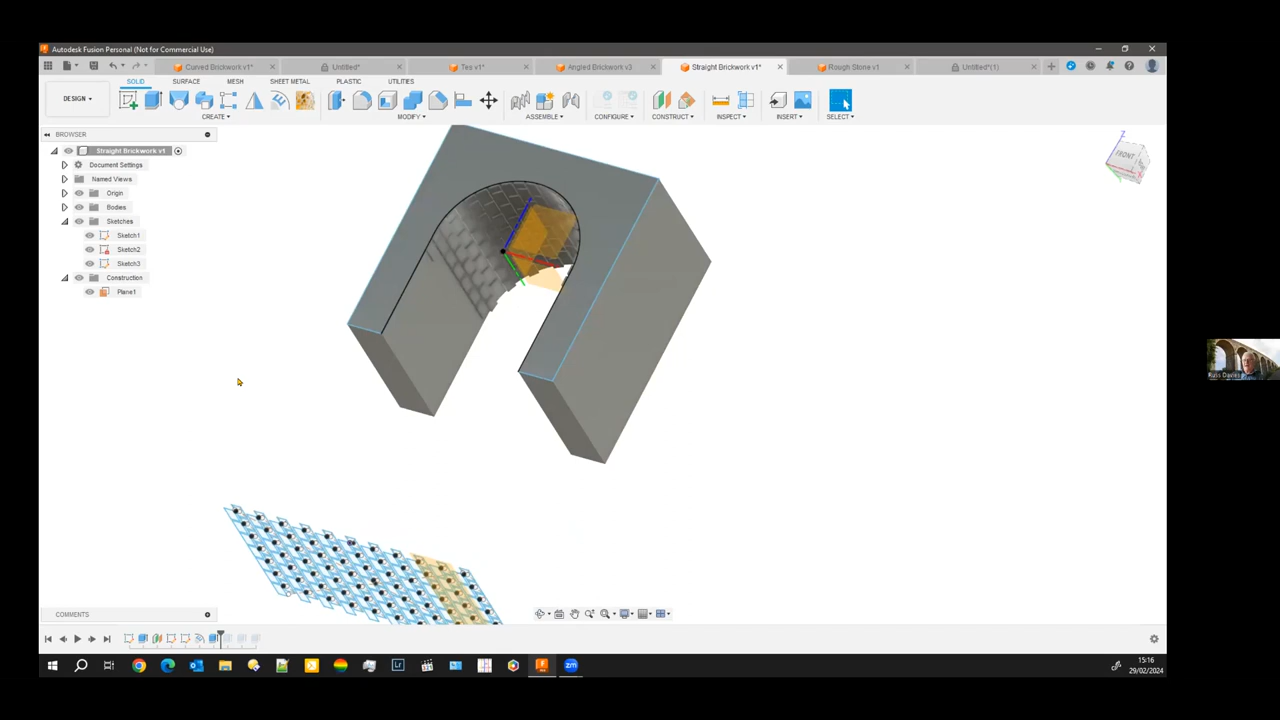 Autodesk Fusion Personal (Not for Commercial Use)
Curved Brickwork v1*
Untitled*
Tes v1*
Angled Brickwork v3
Straight Brickwork v1*
Rough Stone v1
Untitled*(1)
SOLID SURFACE MESH SHEET METAL PLASTIC UTILITIES
DESIGN
CREATE MODIFY ASSEMBLE CONFIGURE CONSTRUCT INSPECT INSERT SELECT
BROWSER
Straight Brickwork v1
Document Settings
Named Views
Origin
Bodies
Sketches
Sketch1
Sketch2
Sketch3
Construction
Plane1
Z
FRONT
X
COMMENTS
15:16
29/02/2024